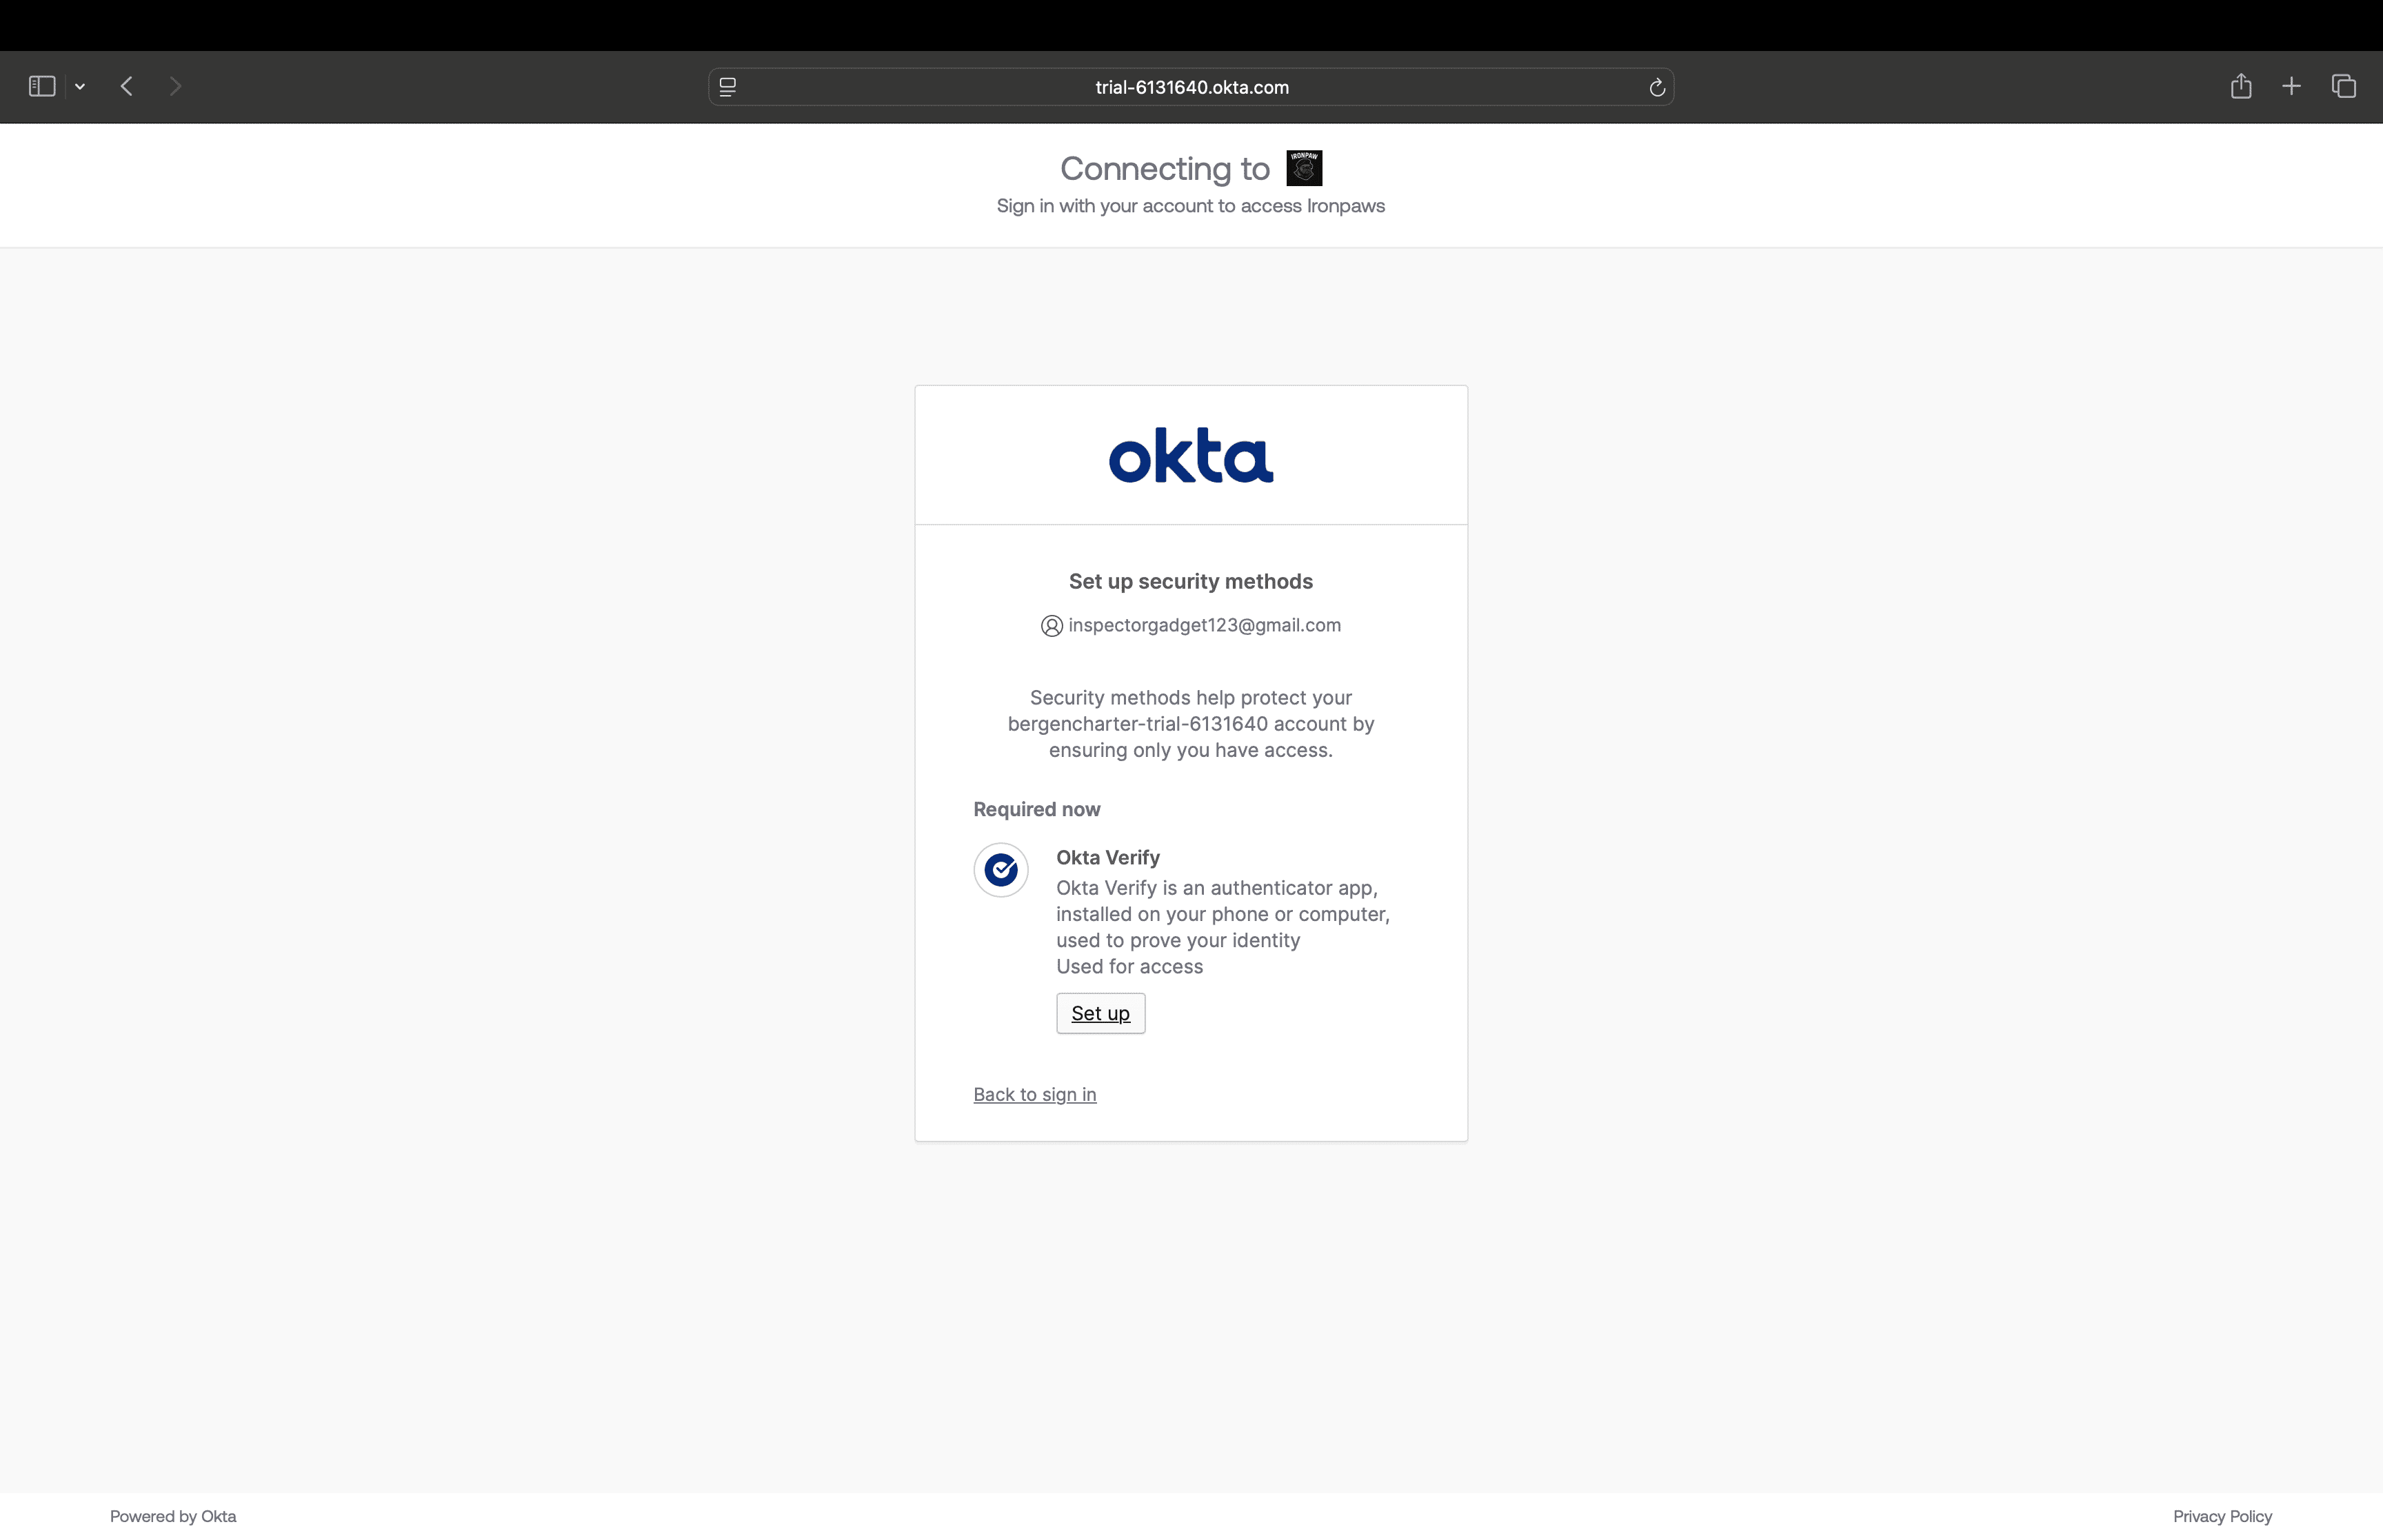 trial-6131640.okta.com
Connecting to
IRONPAW
Sign in with your account to access Ironpaws
okta
Set up security methods
inspectorgadget123@gmail.com
Security methods help protect your
bergencharter-trial-6131640 account by
ensuring only you have access.
Required now
Okta Verify
Okta Verify is an authenticator app,
installed on your phone or computer,
used to prove your identity
Used for access
Set up
Back to sign in
Powered by Okta
Privacy Policy